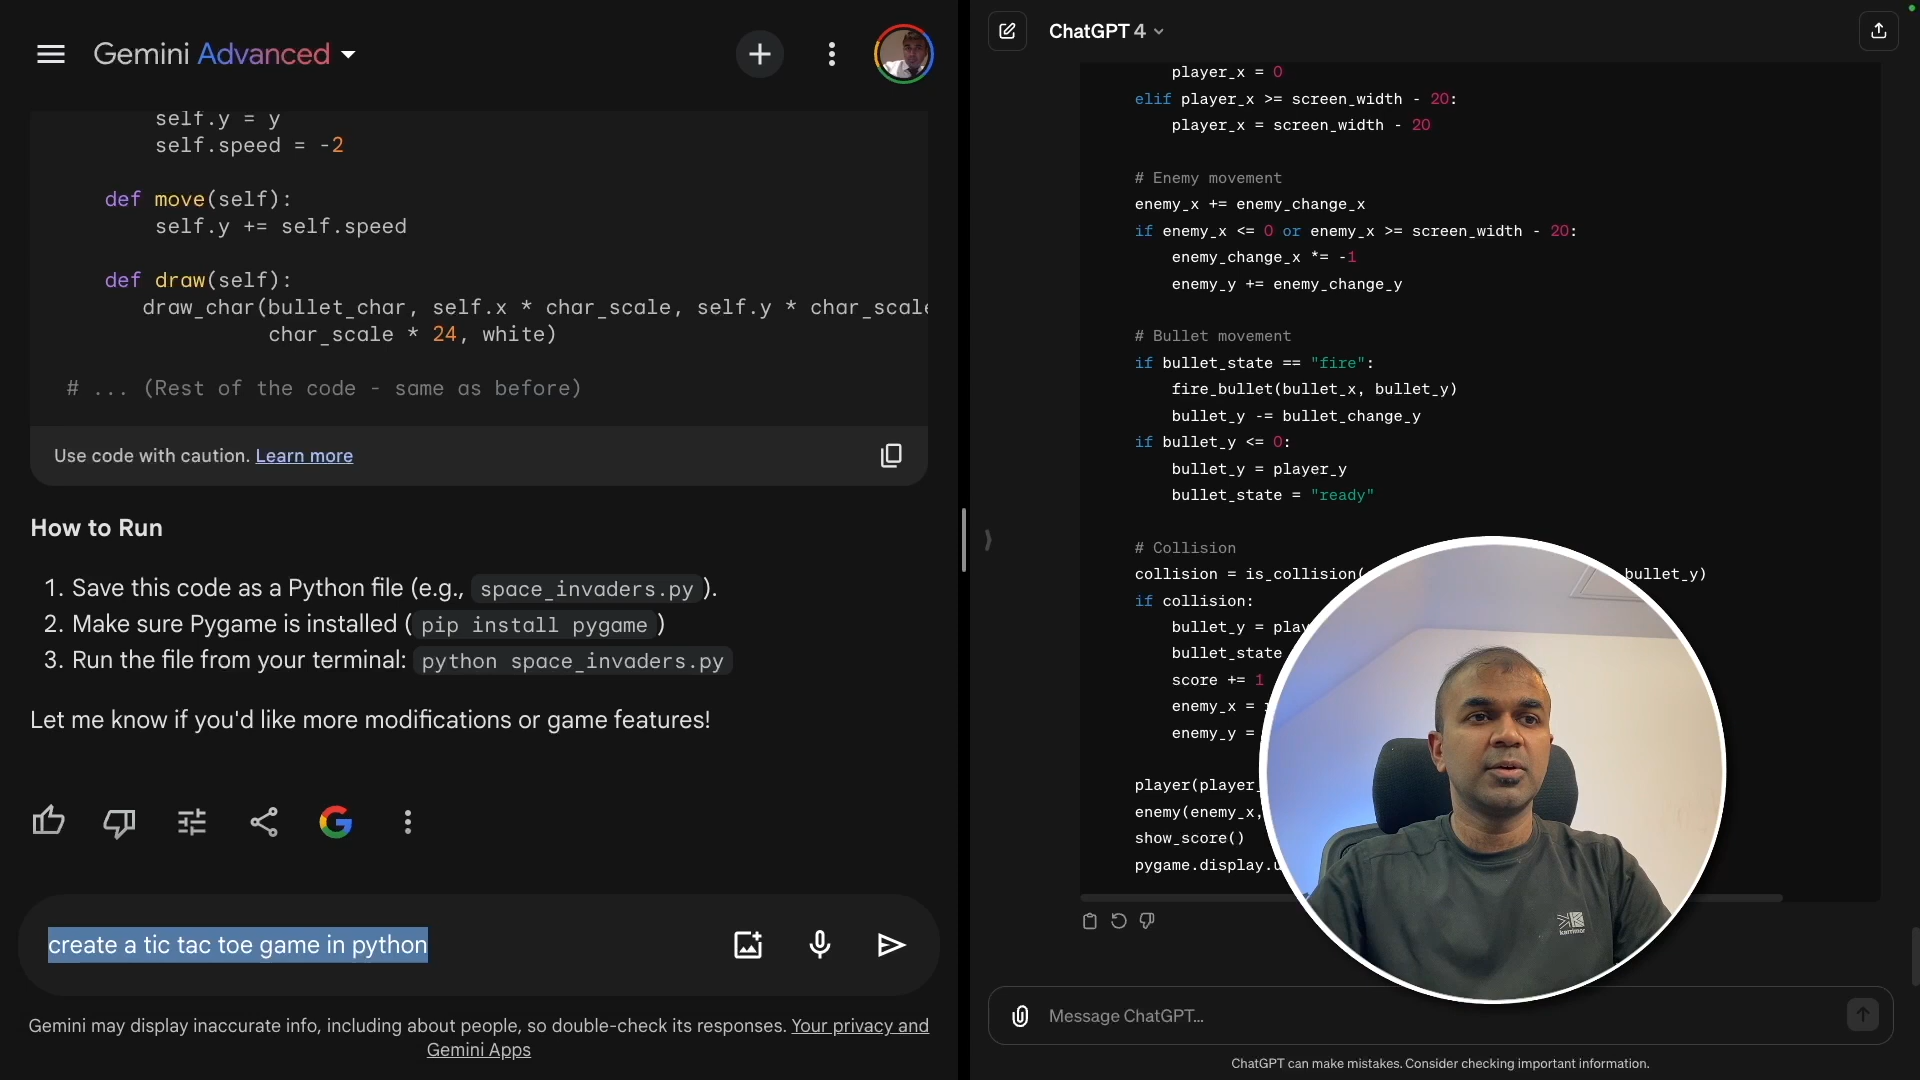 Gemini Advanced
self.y = y
self.speed = -2
def move(self):
self.y += self.speed
def draw(self):
draw_char(bullet_char, self.x * char_scale, self.y * char_scale
char_scale * 24, white)
# ... (Rest of the code - same as before)
Use code with caution. Learn more
How to Run
1. Save this code as a Python file (e.g., space_invaders.py ).
2. Make sure Pygame is installed ( pip install pygame )
3. Run the file from your terminal: python space_invaders.py
Let me know if you'd like more modifications or game features!
create a tic tac toe game in python
Gemini may display inaccurate info, including about people, so double-check its responses. Your privacy and
Gemini Apps
ChatGPT 4
player_x = 0
elif player_x >= screen_width - 20:
player_x = screen_width - 20
# Enemy movement
enemy_x += enemy_change_x
if enemy_x <= 0 or enemy_x >= screen_width - 20:
enemy_change_x *= -1
enemy_y += enemy_change_y
# Bullet movement
if bullet_state == "fire":
fire_bullet(bullet_x, bullet_y)
bullet_y -= bullet_change_y
if bullet_y <= 0:
bullet_y = player_y
bullet_state = "ready"
# Collision
collision = is_collision( bullet_y)
if collision:
bullet_y = play
bullet_state
score += 1
enemy_x =
enemy_y =
player(player_
enemy(enemy_x,
show_score()
pygame.display.u
karrimor
Message ChatGPT...
ChatGPT can make mistakes. Consider checking important information.